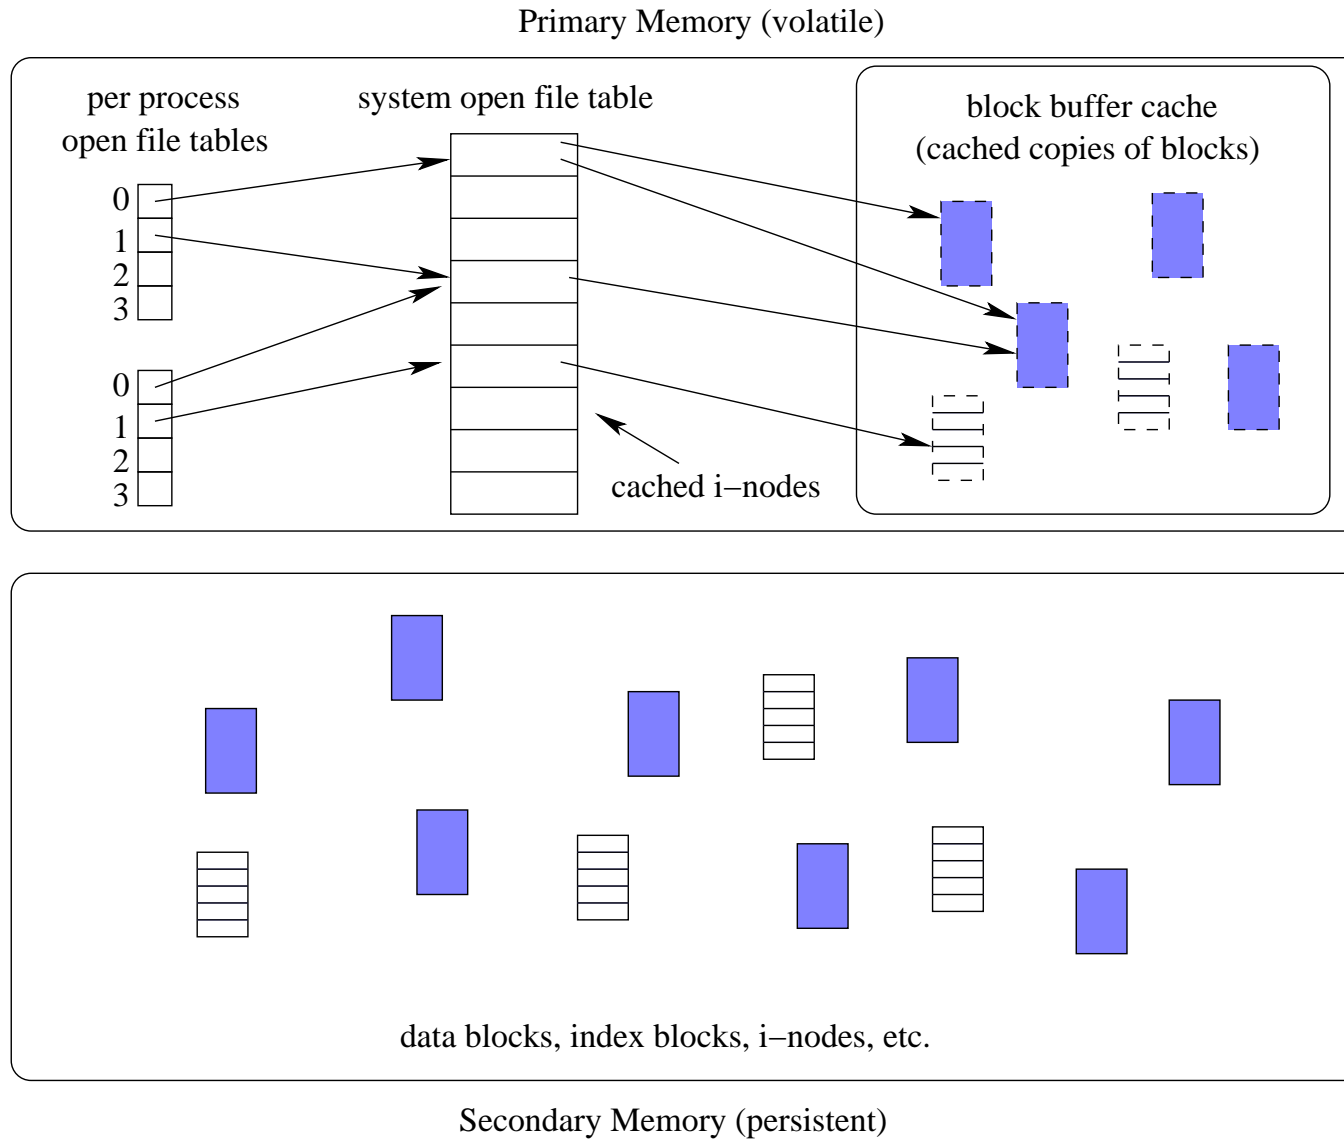 Primary Memory (volatile)
per process
open file tables
system open file table
block buffer cache
(cached copies of blocks)
0
1
2
3
0
1
2
3
cached i−nodes
data blocks, index blocks, i−nodes, etc.
Secondary Memory (persistent)